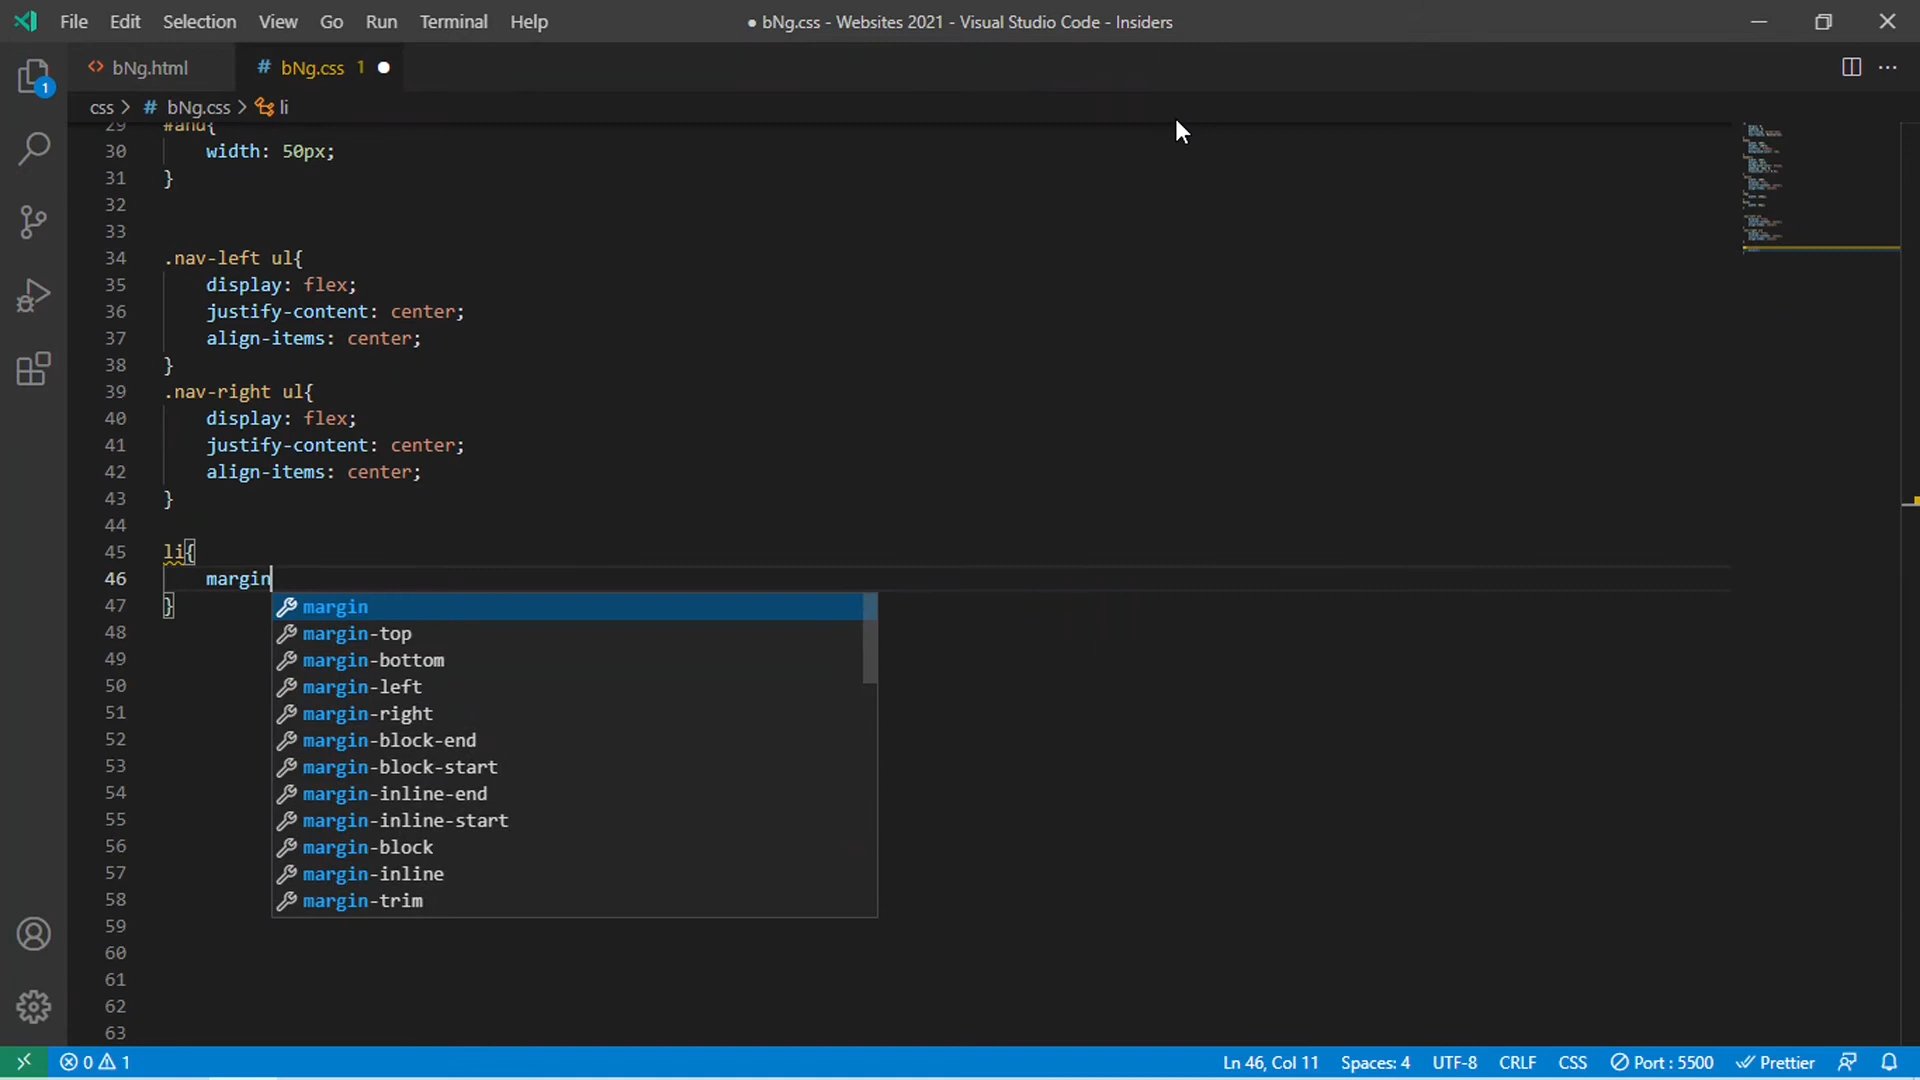 File Edit Selection View Go Run Terminal Help
● bNg.css - Websites 2021 - Visual Studio Code - Insiders
1
bNg.html
# bNg.css 1 ●
css > # bNg.css > li
29 #and{
30 width: 50px;
31 }
32
33
34 .nav-left ul{
35 display: flex;
36 justify-content: center;
37 align-items: center;
38 }
39 .nav-right ul{
40 display: flex;
41 justify-content: center;
42 align-items: center;
43 }
44
45 li{
46 margin
47 }
margin
48 margin-top
49 margin-bottom
50 margin-left
51 margin-right
52 margin-block-end
53 margin-block-start
54 margin-inline-end
55 margin-inline-start
56 margin-block
57 margin-inline
58 margin-trim
59
60
61
62
63
0 1 Ln 46, Col 11 Spaces: 4 UTF-8 CRLF CSS Port : 5500 Prettier